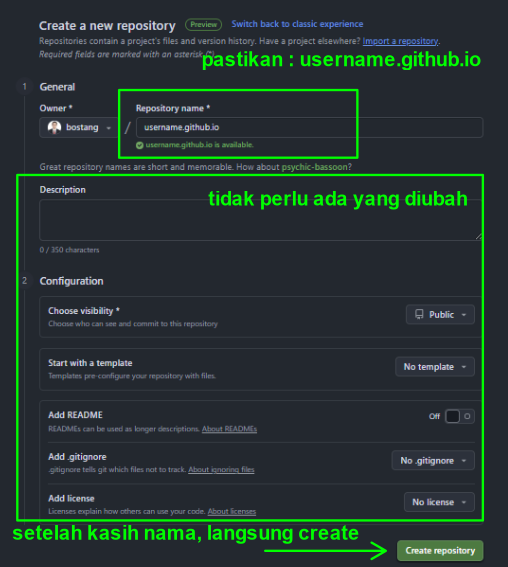 Create a new repository Preview Switch back to classic experience
Repositories contain a project's files and version history. Have a project elsewhere? Import a repository.
Required fields are marked with an asterisk (*).
pastikan : username.github.io
1 General
Owner * Repository name *
bostang / username.github.io
username.github.io is available.
Great repository names are short and memorable. How about psychic-bassoon?
Description
tidak perlu ada yang diubah
0 / 350 characters
2 Configuration
Choose visibility * Public
Choose who can see and commit to this repository
Start with a template No template
Templates pre-configure your repository with files.
Add README Off
READMEs can be used as longer descriptions. About READMEs
Add .gitignore No .gitignore
.gitignore tells git which files not to track. About ignoring files
Add license No license
Licenses explain how others can use your code. About licenses
setelah kasih nama, langsung create
Create repository